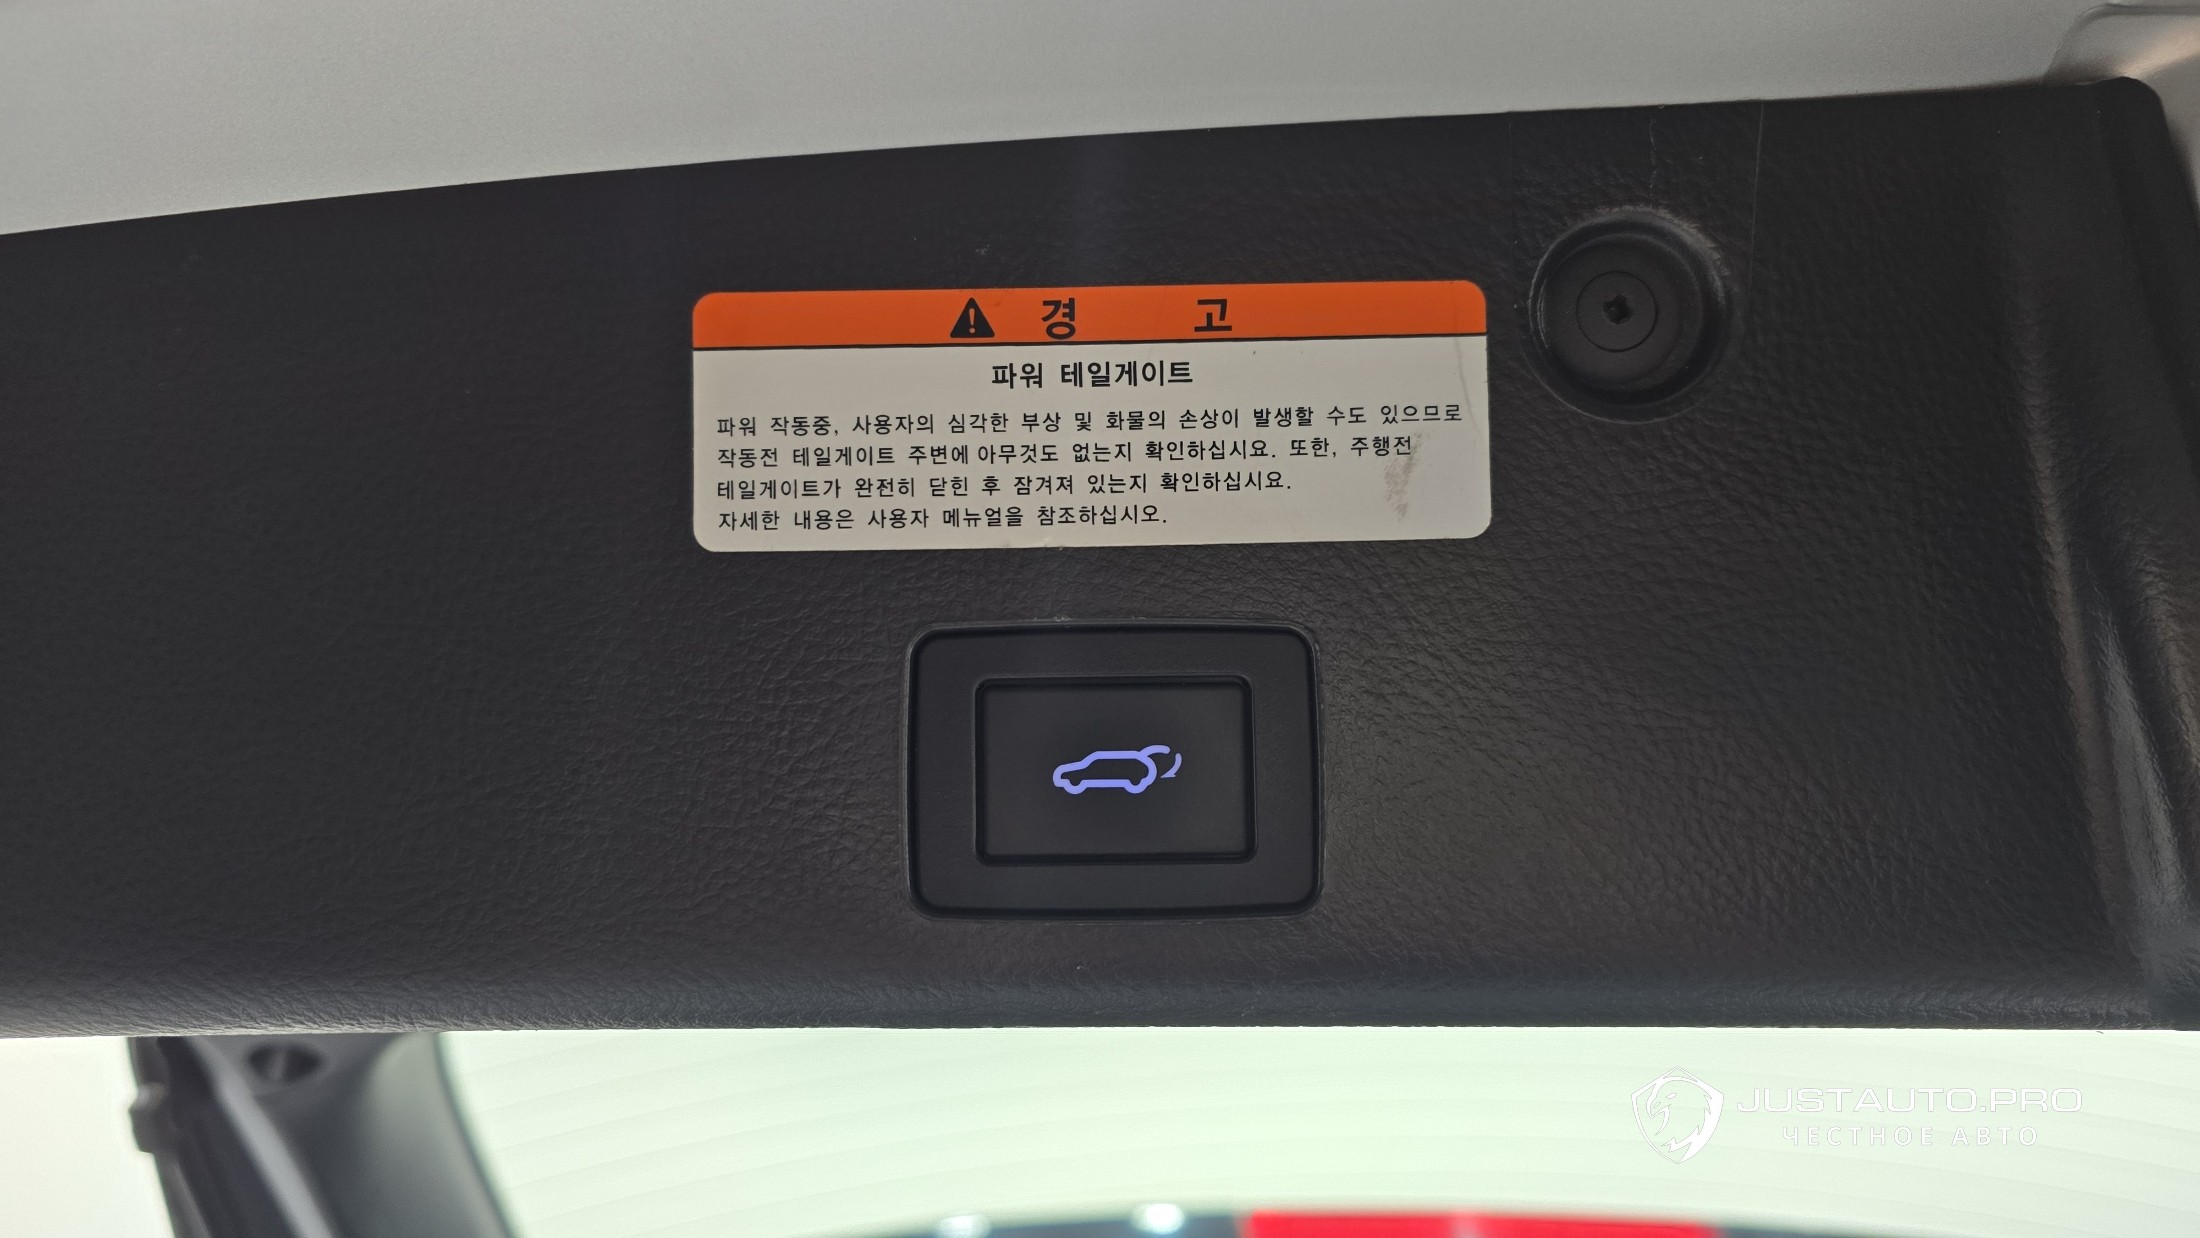 경 고
파워 테일게이트
파워 작동중, 사용자의 심각한 부상 및 화물의 손상이 발생할 수도 있으므로
작동전 테일게이트 주변에 아무것도 없는지 확인하십시요. 또한, 주행전
테일게이트가 완전히 닫힌 후 잠겨져 있는지 확인하십시요.
자세한 내용은 사용자 메뉴얼을 참조하십시오.
JUSTAUTO.PRO
ЧЕСТНОЕ АВТО